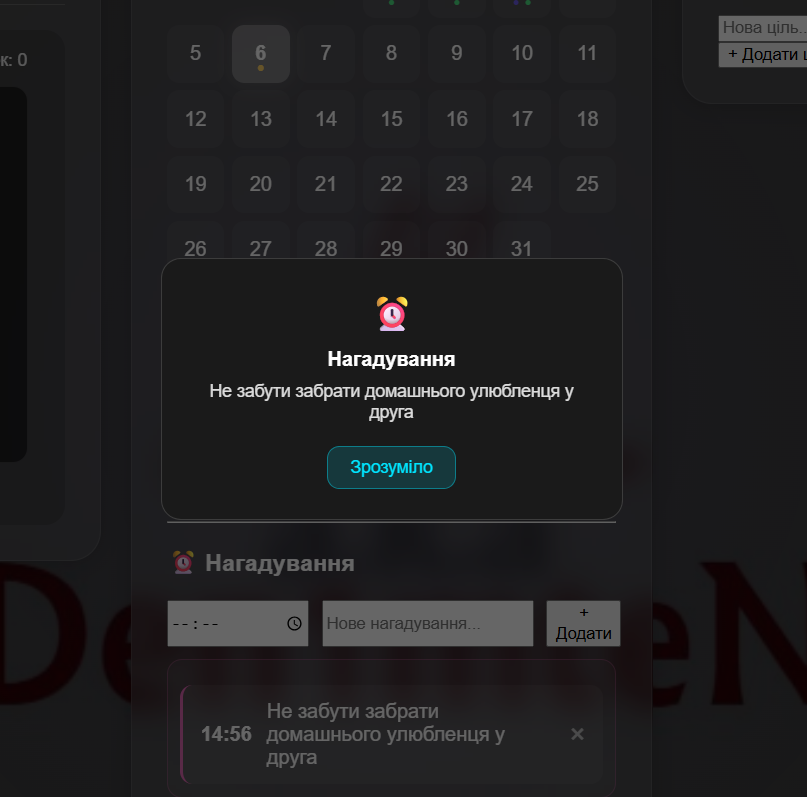 к: 0
Нова ціль...
+ Додати ц
5 6 7 8 9 10 11
12 13 14 15 16 17 18
19 20 21 22 23 24 25
26 27 28 29 30 31
Нагадування
Не забути забрати домашнього улюбленця у
друга
Зрозуміло
Нагадування
--:--
Нове нагадування...
+
Додати
14:56
Не забути забрати
домашнього улюбленця у
друга
×